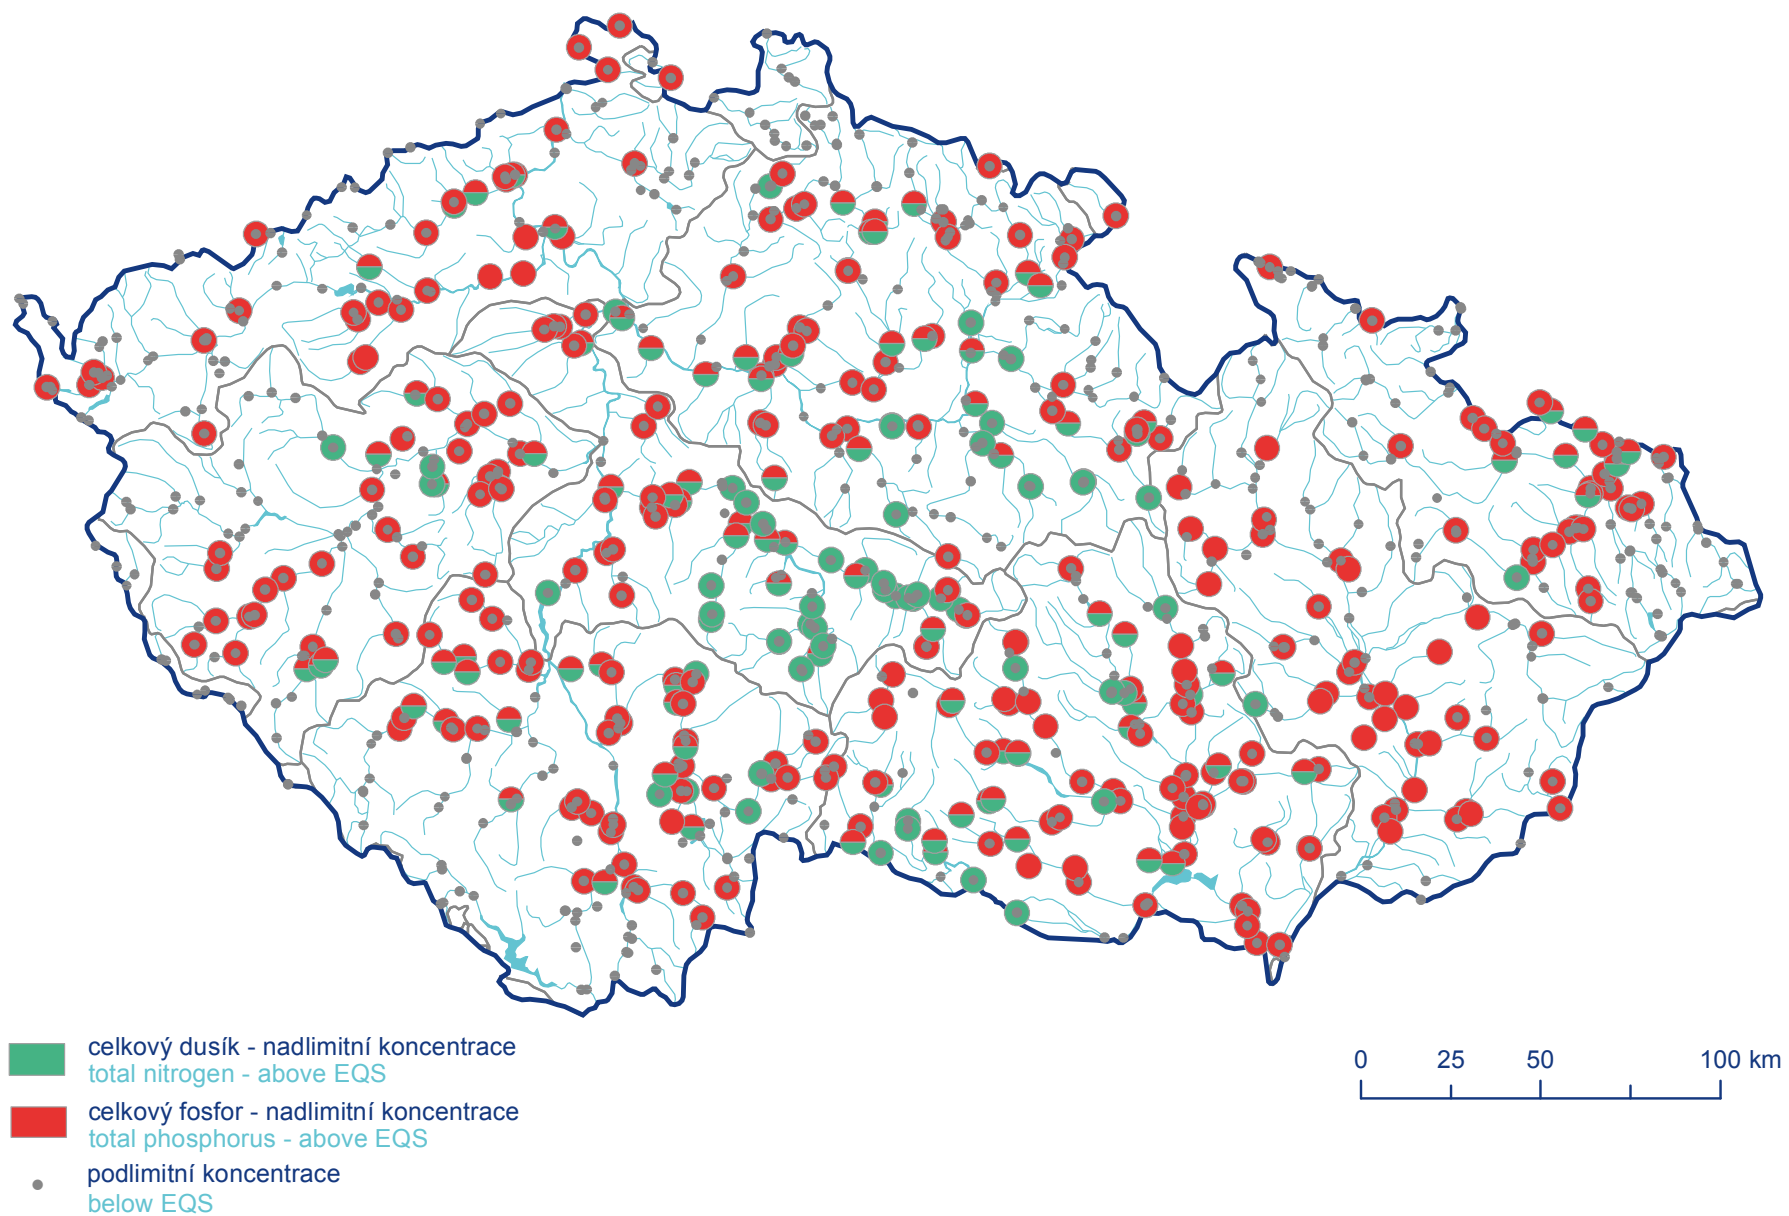 celkový dusík - nadlimitní koncentrace
total nitrogen - above EQS
celkový fosfor - nadlimitní koncentrace
total phosphorus - above EQS
podlimitní koncentrace
below EQS
0 25 50 100 km